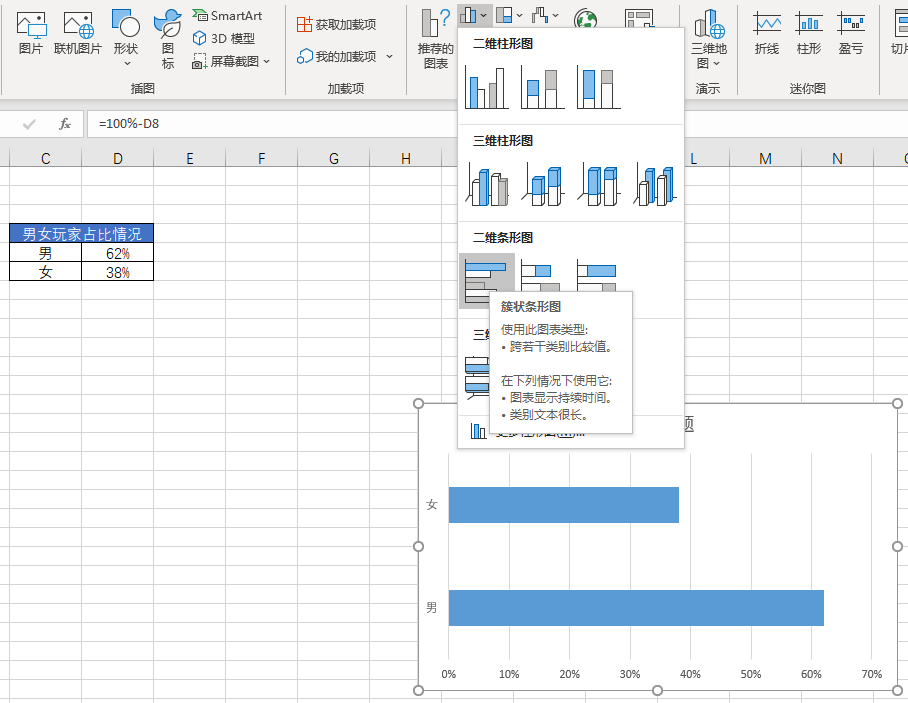 SmartArt
3D 模型
屏幕截图
图片
联机图片
形状
图标
插图
获取加载项
我的加载项
加载项
推荐的
图表
三维地
图
演示
折线
柱形
盈亏
迷你图
切片
fx
=100%-D8
C D E F G H L M N
男女玩家占比情况
男 62%
女 38%
二维柱形图
三维柱形图
二维条形图
簇状条形图
使用此图表类型:
• 跨若干类别比较值。
在下列情况下使用它:
• 图表显示持续时间。
• 类别文本很长。
三维
题
女
男
0% 10% 20% 30% 40% 50% 60% 70%